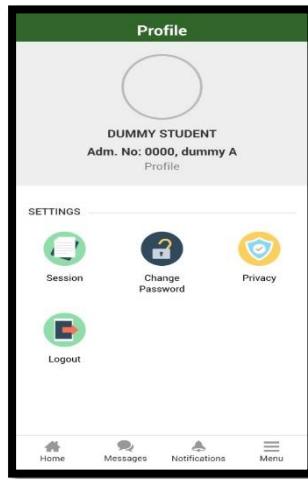 Profile
DUMMY STUDENT
Adm. No: 0000, dummy A
Profile
SETTINGS
Session
Change
Password
Privacy
Logout
Home
Messages
Notifications
Menu